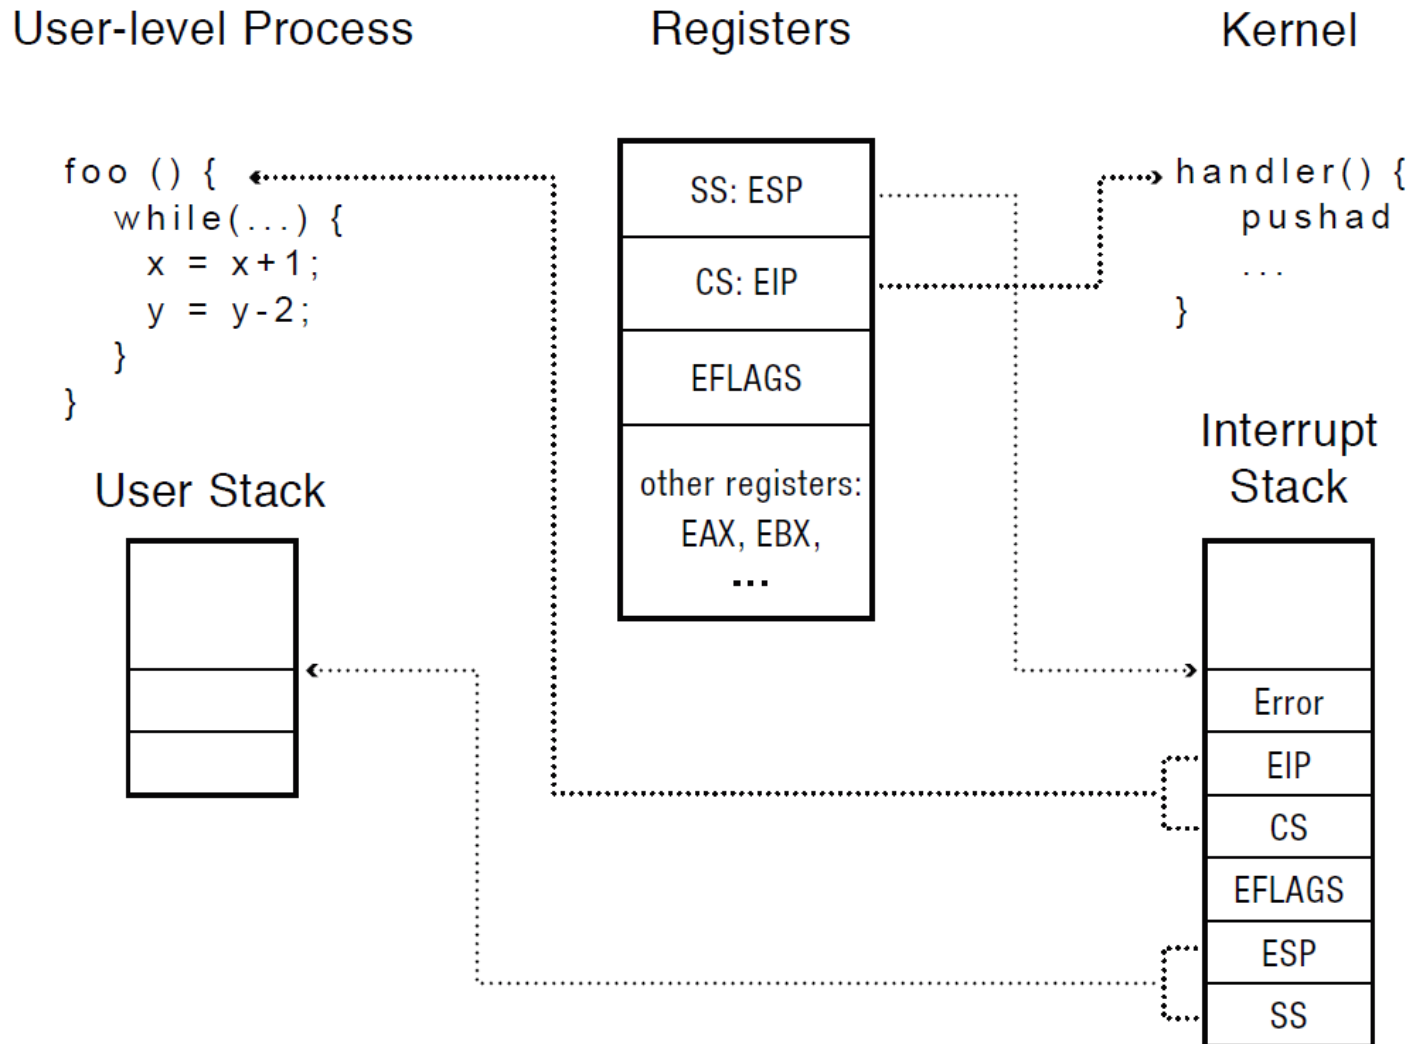 User-level Process
foo () {
while(...) {
x = x+1;
y = y-2;
}
}
User Stack
Registers
SS: ESP
CS: EIP
EFLAGS
other registers:
EAX, EBX,
...
Kernel
handler() {
pushad
...
}
Interrupt
Stack
Error
EIP
CS
EFLAGS
ESP
SS